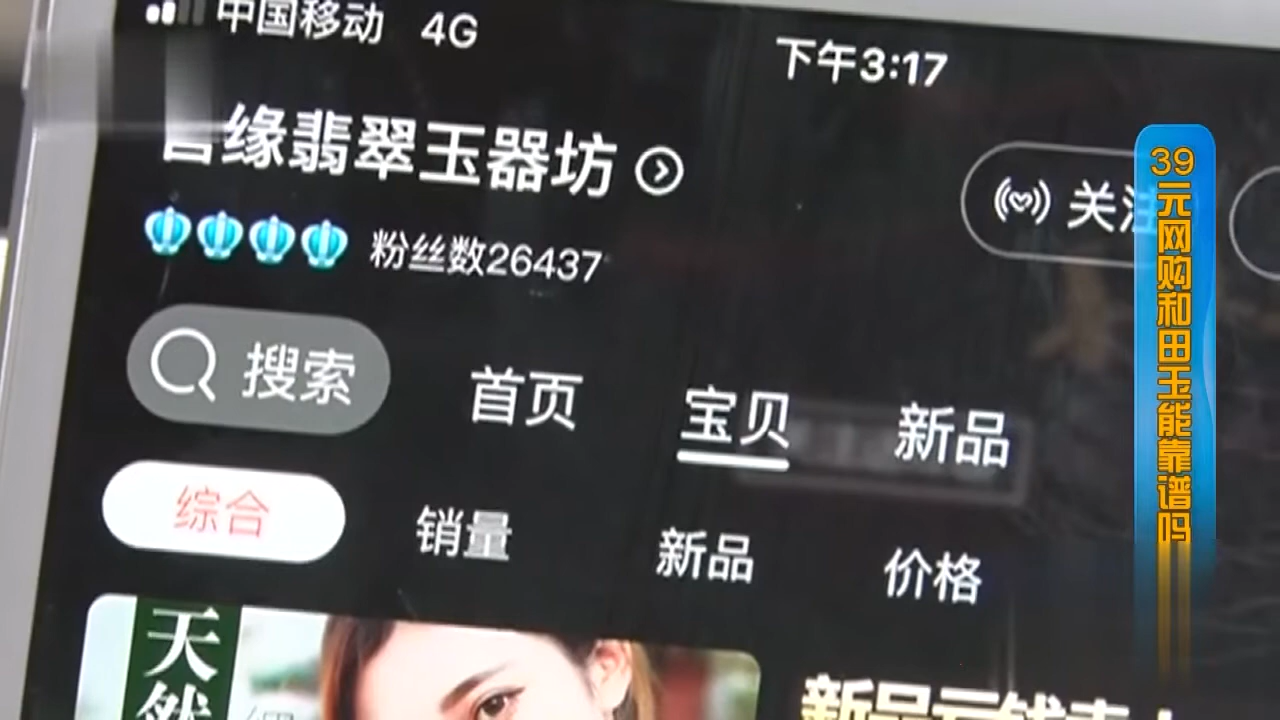 中国移动 4G
下午3:17
缘翡翠玉器坊
粉丝数26437
关注
搜索
首页
宝贝
新品
综合
销量
新品
价格
天然
39元网购和田玉能靠谱吗